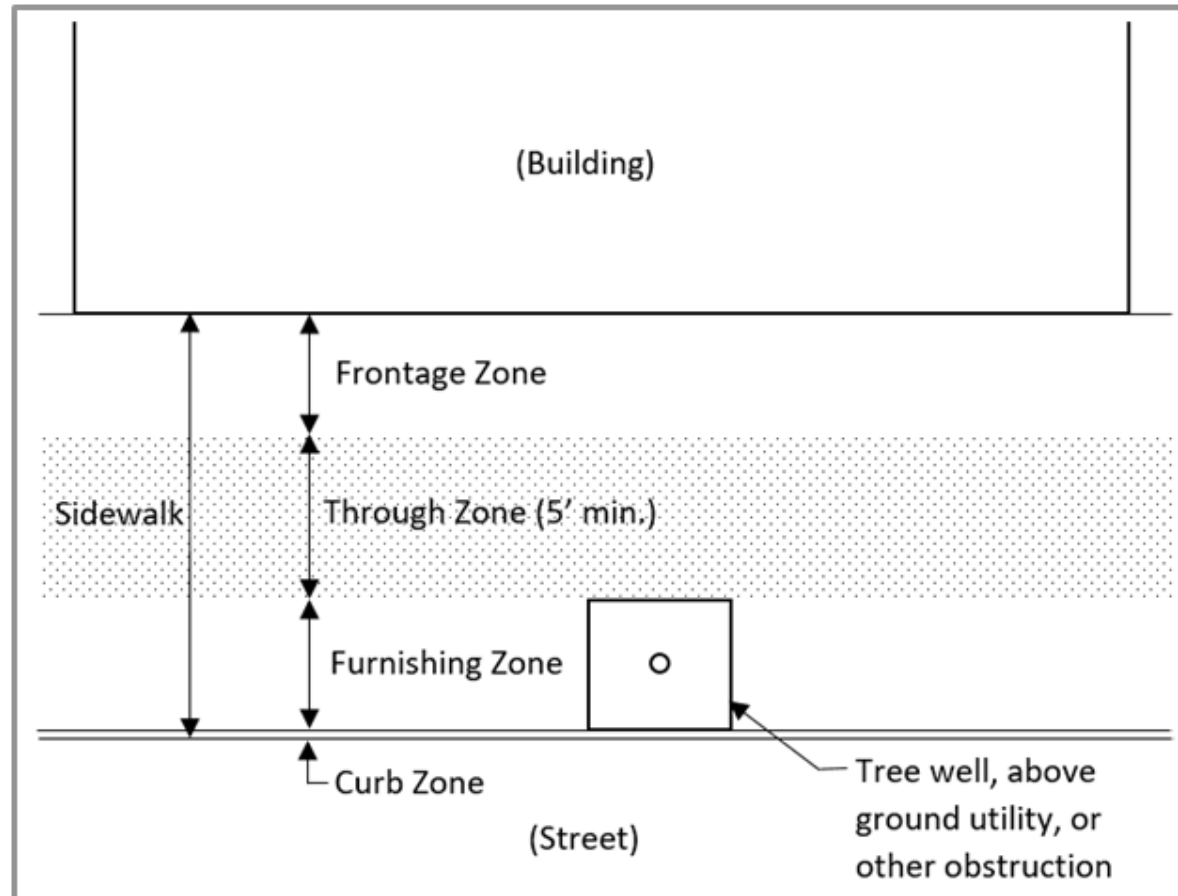 (Building)
Frontage Zone
Sidewalk
Through Zone (5’ min.)
Furnishing Zone
Curb Zone
Tree well, above
ground utility, or
other obstruction
(Street)